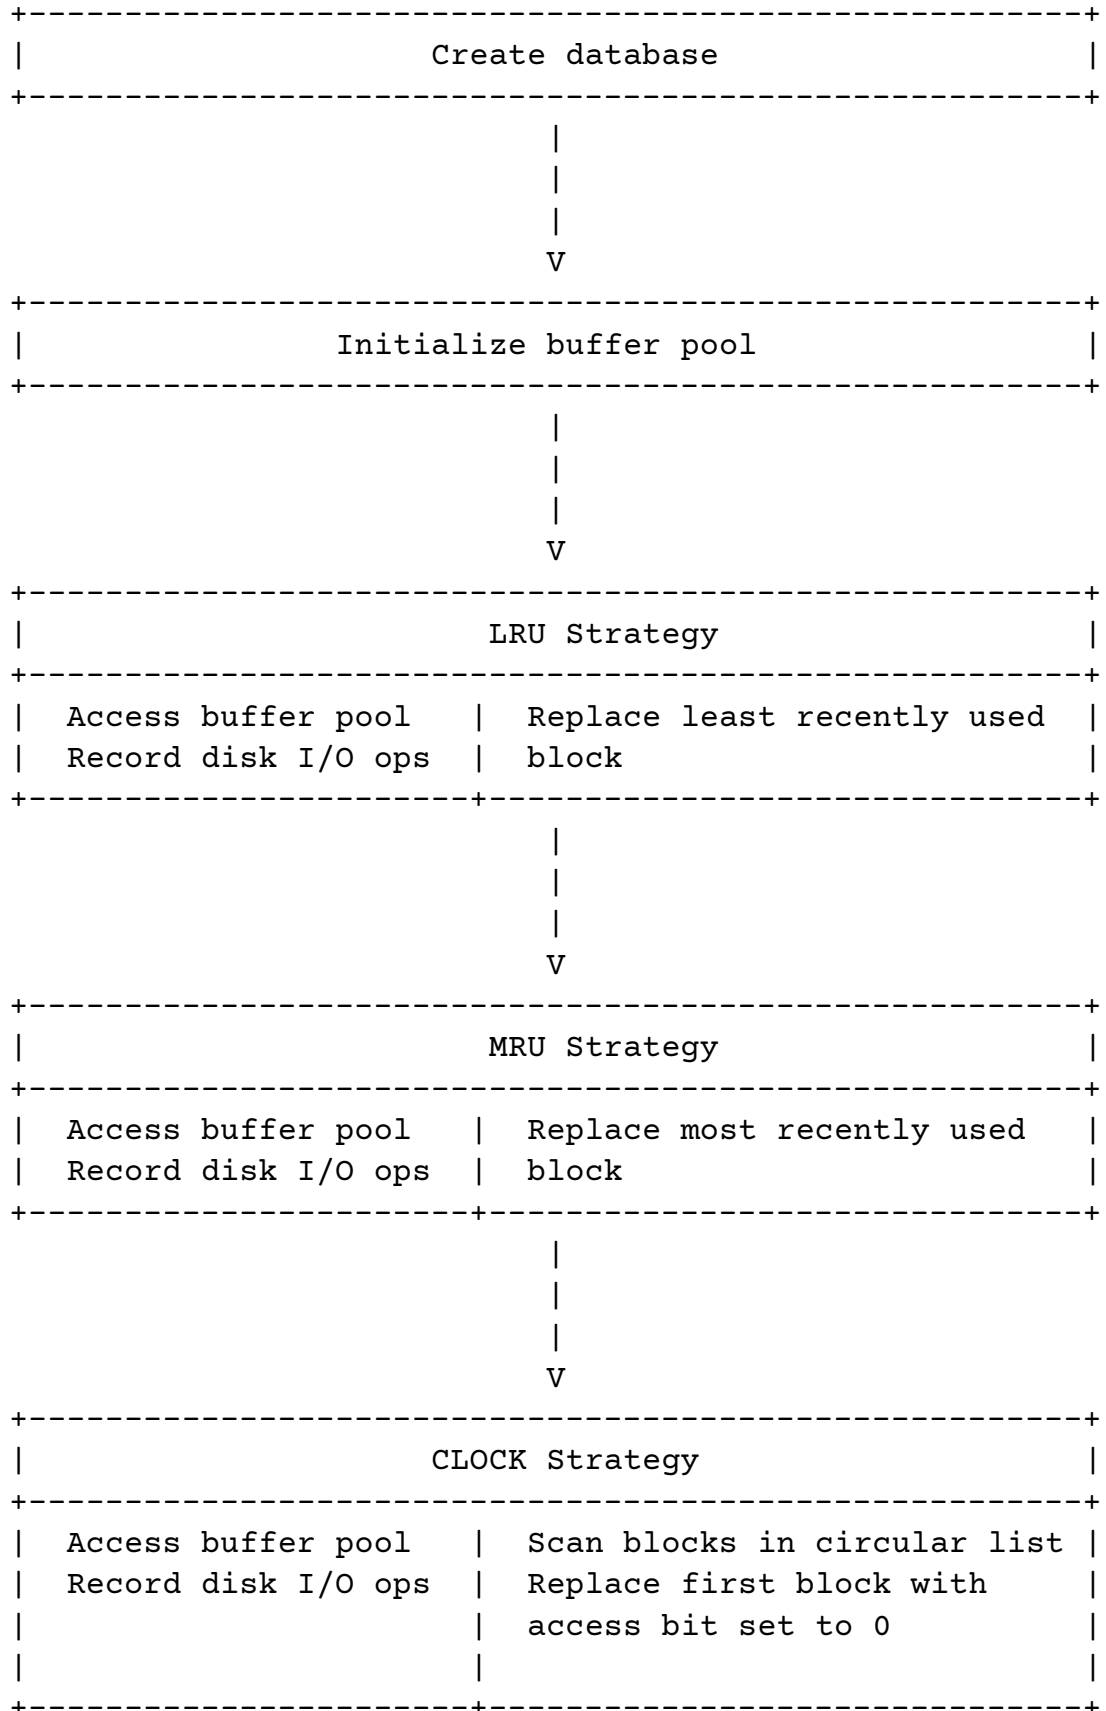 +-------------------------------------------------------+
|                     Create database                   |
+-------------------------------------------------------+
                            |
                            |
                            |
                            V
+-------------------------------------------------------+
|                Initialize buffer pool                 |
+-------------------------------------------------------+
                            |
                            |
                            |
                            V
+-------------------------------------------------------+
|                        LRU Strategy                   |
+-------------------------------------------------------+
|  Access buffer pool   |  Replace least recently used  |
|  Record disk I/O ops  |  block                        |
+-----------------------+-------------------------------+
                            |
                            |
                            |
                            V
+-------------------------------------------------------+
|                        MRU Strategy                   |
+-------------------------------------------------------+
|  Access buffer pool   |  Replace most recently used   |
|  Record disk I/O ops  |  block                        |
+-----------------------+-------------------------------+
                            |
                            |
                            |
                            V
+-------------------------------------------------------+
|                     CLOCK Strategy                    |
+-------------------------------------------------------+
|  Access buffer pool   |  Scan blocks in circular list |
|  Record disk I/O ops  |  Replace first block with     |
|                       |  access bit set to 0          |
|                       |                               |
+-----------------------+-------------------------------+